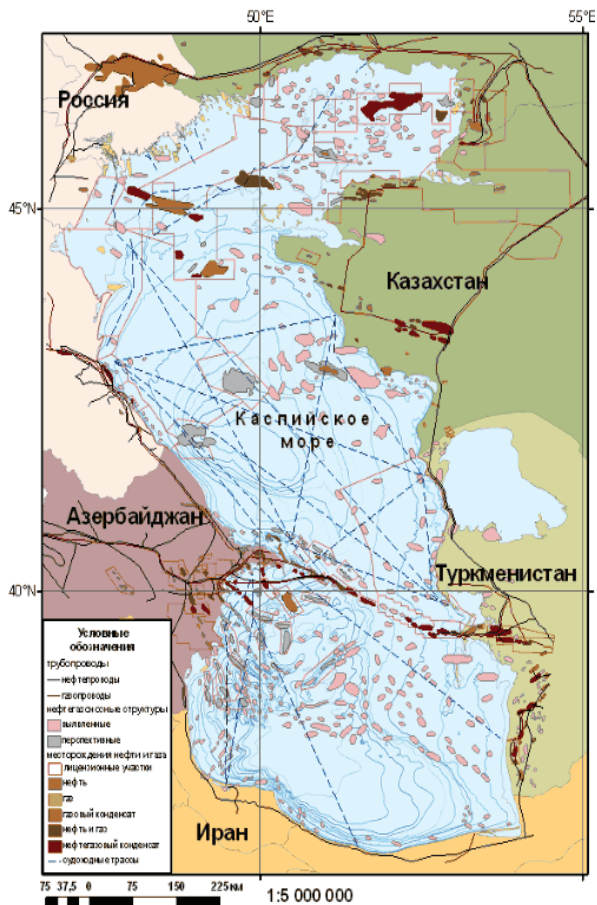 50°E
55°E
Россия
45°N
Казахстан
Каспийское
море
Азербайджан
40°N
Туркменистан
Условные
обозначения
трубопроводы
нефтепроводы
газопроводы
нефтегазоносные структуры
выявленные
перспективные
месторождения нефти и газа
лицензионные участки
нефть
газ
газовый конденсат
нефть и газ
нефтегазовый конденсат
судоходные трассы
Иран
75 37,5 0 75 150 225 км
1:5 000 000